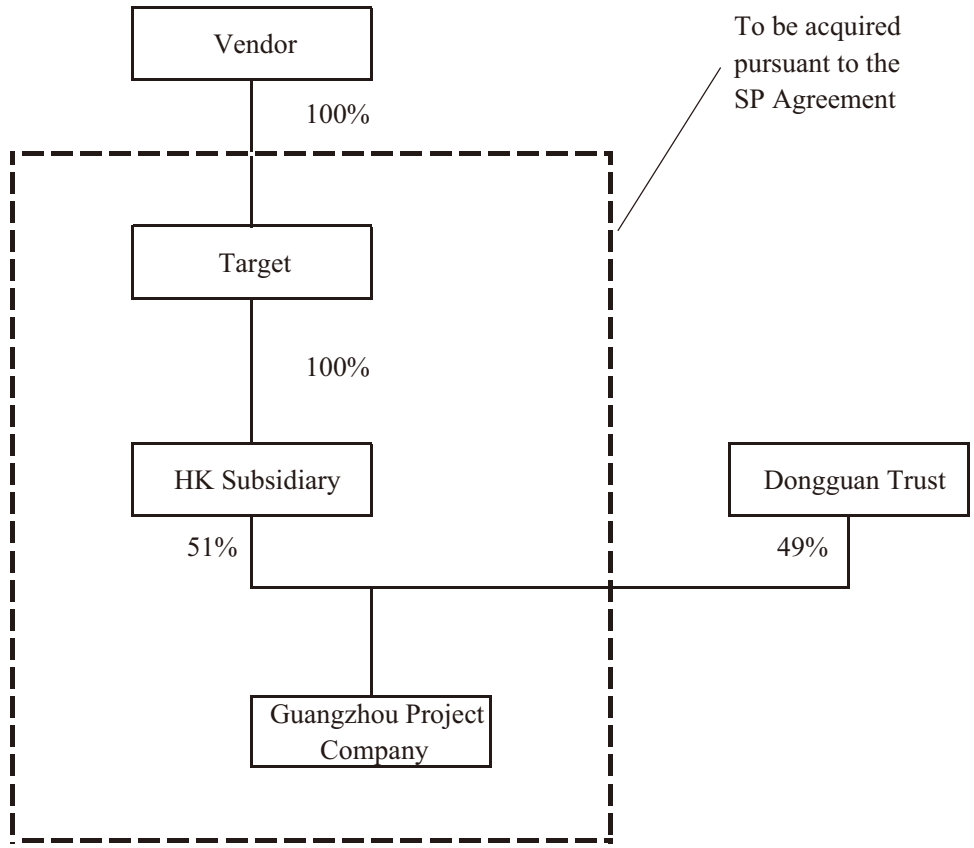 Vendor
To be acquired
pursuant to the
SP Agreement
100%
Target
100%
HK Subsidiary
Dongguan Trust
51%
49%
Guangzhou Project
Company